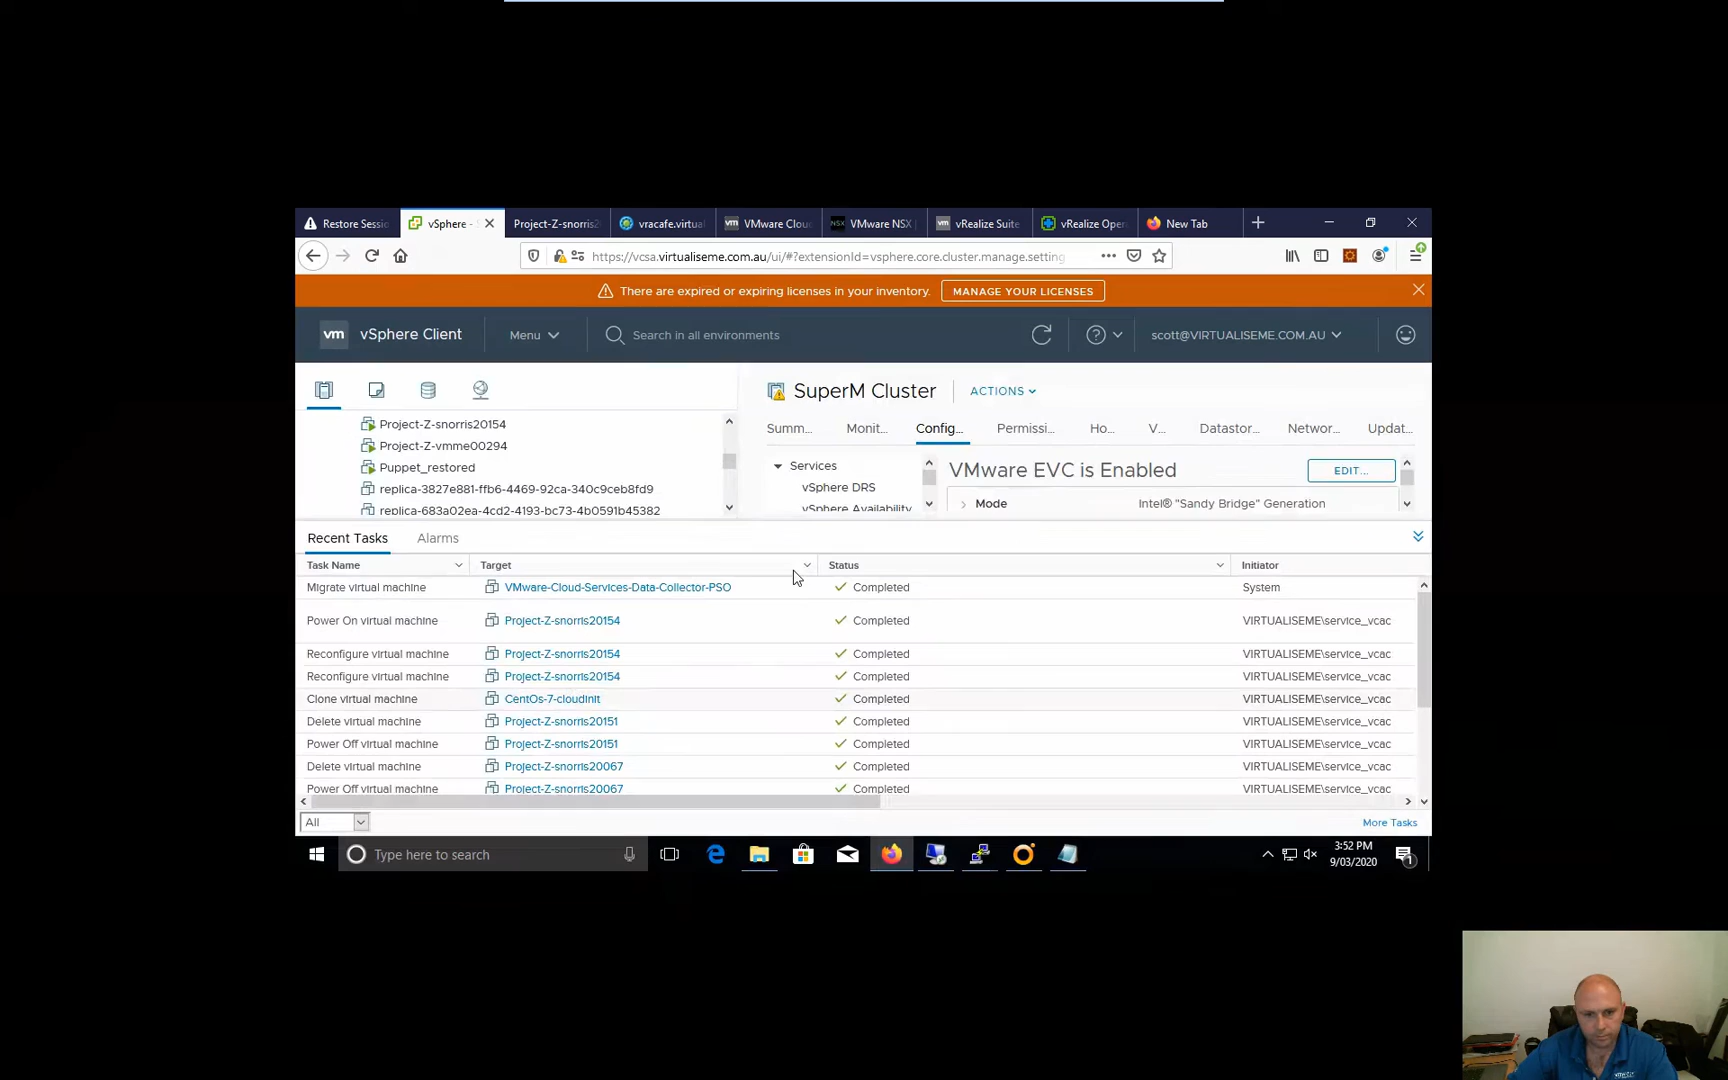 Restore Sessi
vSphere -
Project-Z-snorris2
vracafe.virtual
vm VMware Clou
NSX VMware NSX
vm vRealize Suite
vRealize Oper
New Tab
https://vcsa.virtualiseme.com.au/ui/#?extensionId=vsphere.core.cluster.manage.setting
There are expired or expiring licenses in your inventory.
MANAGE YOUR LICENSES
vm vSphere Client
Menu
Search in all environments
scott@VIRTUALISEME.COM.AU
Project-Z-snorris20154
Project-Z-vmme00294
Puppet_restored
replica-3827e881-ffb6-4469-92ca-340c9ceb8fd9
replica-683a02ea-4cd2-4193-bc73-4b0591b45382
SuperM Cluster
ACTIONS
Summ... Monit... Config... Permissi... Ho... V... Datastor... Networ... Updat...
Services
vSphere DRS
vSphere Availability
VMware EVC is Enabled
EDIT...
Mode Intel® "Sandy Bridge" Generation
Recent Tasks Alarms
Task Name Target Status Initiator
Migrate virtual machine VMware-Cloud-Services-Data-Collector-PSO Completed System
Power On virtual machine Project-Z-snorris20154 Completed VIRTUALISEME\service_vcac
Reconfigure virtual machine Project-Z-snorris20154 Completed VIRTUALISEME\service_vcac
Reconfigure virtual machine Project-Z-snorris20154 Completed VIRTUALISEME\service_vcac
Clone virtual machine CentOs-7-cloudinit Completed VIRTUALISEME\service_vcac
Delete virtual machine Project-Z-snorris20151 Completed VIRTUALISEME\service_vcac
Power Off virtual machine Project-Z-snorris20151 Completed VIRTUALISEME\service_vcac
Delete virtual machine Project-Z-snorris20067 Completed VIRTUALISEME\service_vcac
Power Off virtual machine Project-Z-snorris20067 Completed VIRTUALISEME\service_vcac
All
More Tasks
Type here to search
3:52 PM
9/03/2020
1